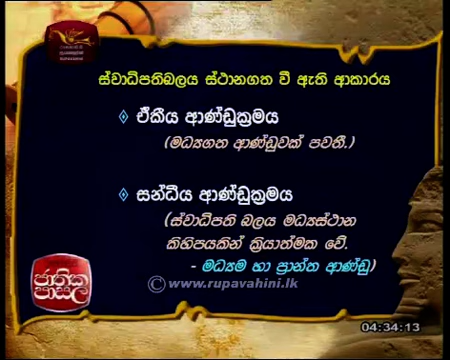 ස්වාධිපතිබලය ස්ථානගත වී ඇති ආකාරය
ඒකීය ආණ්ඩුක්‍රමය
(මධ්‍යගත ආණ්ඩුවක් පවතී.)
සන්ධීය ආණ්ඩුක්‍රමය
(ස්වාධිපති බලය මධ්‍යස්ථාන
කිහිපයකින් ක්‍රියාත්මක වේ.
- මධ්‍යම හා ප්‍රාන්ත ආණ්ඩු)
ජාතික
පාසල
© www.rupavahini.lk
04:34:13